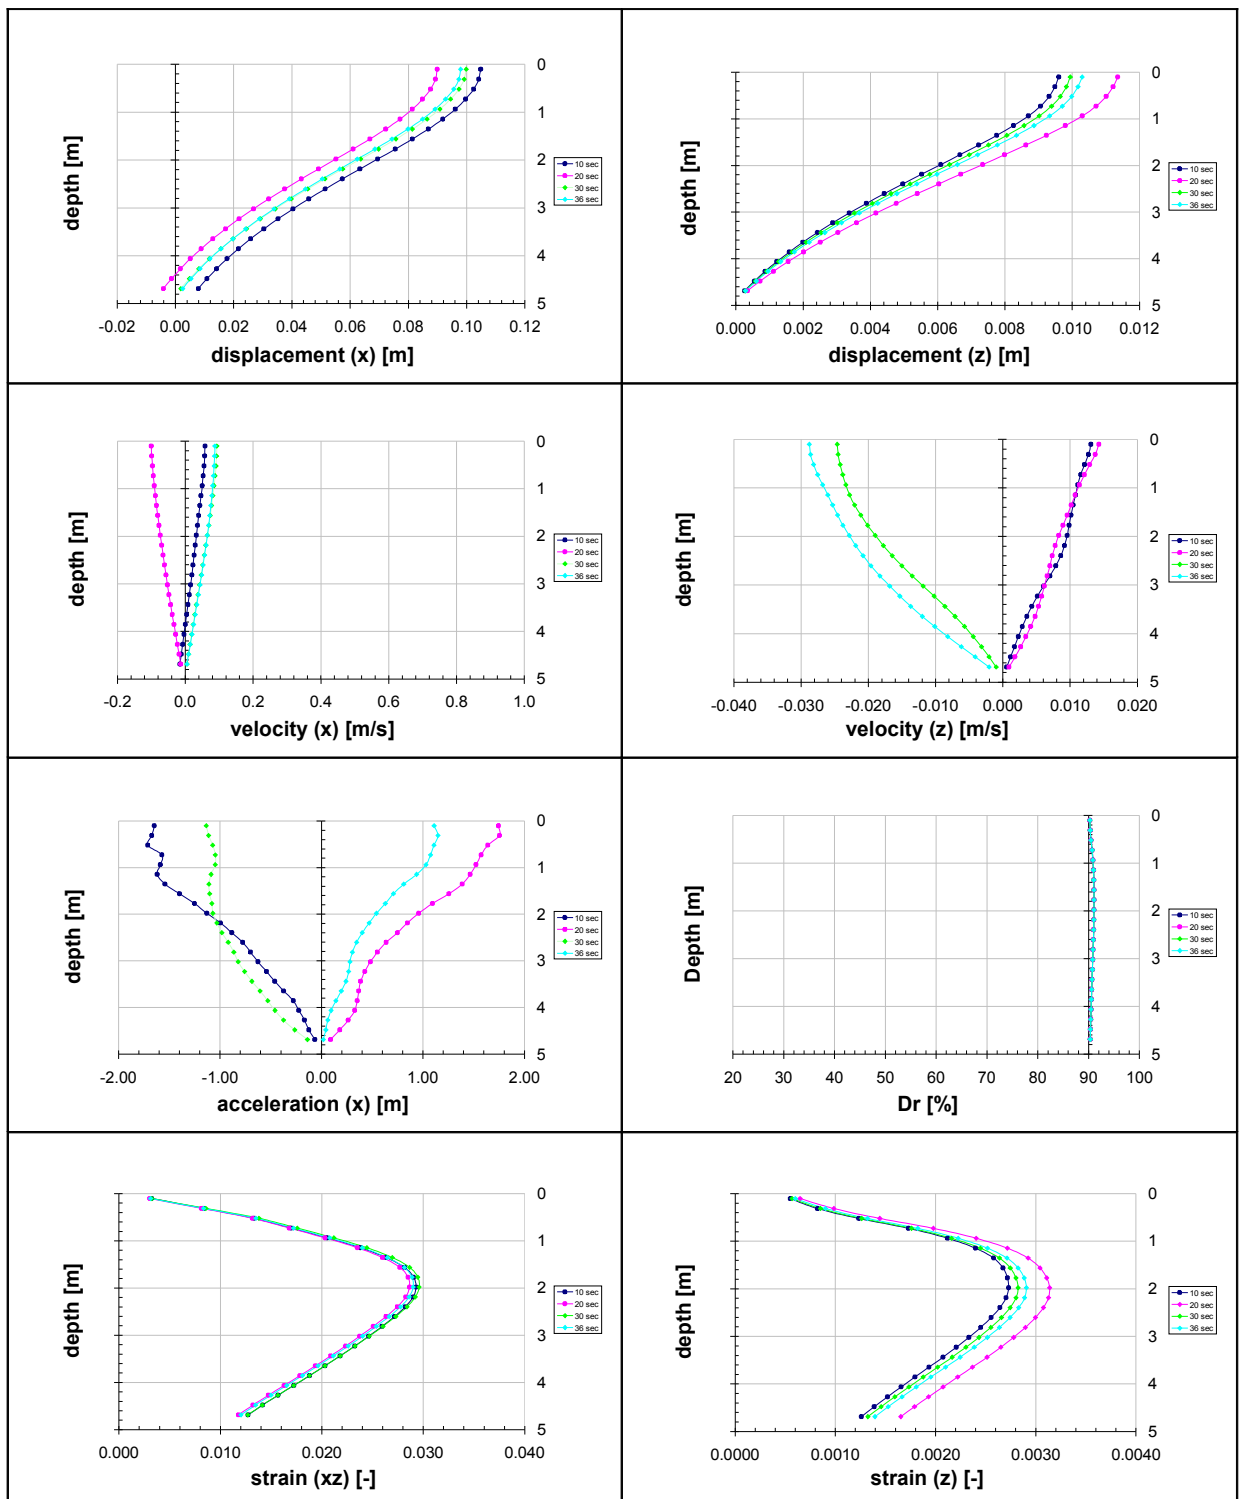 0
1
2
3
4
5
depth [m]
10 sec
20 sec
30 sec
36 sec
-0.02 0.00 0.02 0.04 0.06 0.08 0.10 0.12
displacement (x) [m]
0
1
2
3
4
5
depth [m]
10 sec
20 sec
30 sec
36 sec
0.000 0.002 0.004 0.006 0.008 0.010 0.012
displacement (z) [m]
0
1
2
3
4
5
depth [m]
10 sec
20 sec
30 sec
36 sec
-0.2 0.0 0.2 0.4 0.6 0.8 1.0
velocity (x) [m/s]
0
1
2
3
4
5
depth [m]
10 sec
20 sec
30 sec
36 sec
-0.040 -0.030 -0.020 -0.010 0.000 0.010 0.020
velocity (z) [m/s]
0
1
2
3
4
5
depth [m]
10 sec
20 sec
30 sec
36 sec
-2.00 -1.00 0.00 1.00 2.00
acceleration (x) [m]
0
1
2
3
4
5
Depth [m]
10 sec
20 sec
30 sec
36 sec
20 30 40 50 60 70 80 90 100
Dr [%]
0
1
2
3
4
5
depth [m]
10 sec
20 sec
30 sec
36 sec
0.000 0.010 0.020 0.030 0.040
strain (xz) [-]
0
1
2
3
4
5
depth [m]
10 sec
20 sec
30 sec
36 sec
0.0000 0.0010 0.0020 0.0030 0.0040
strain (z) [-]